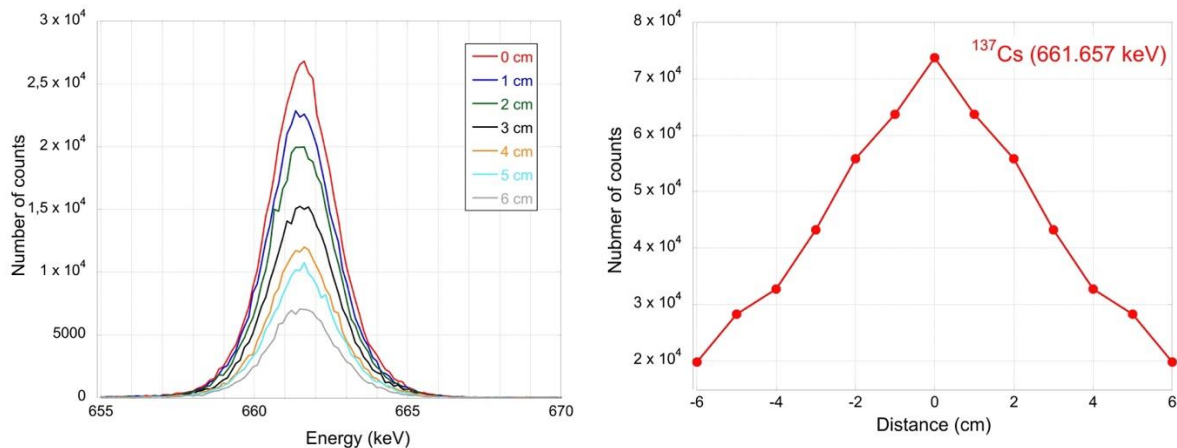 3 x 10⁴
2,5 x 10⁴
2 x 10⁴
1.5 x 10⁴
1 x 10⁴
5000
0
Number of counts
0 cm
1 cm
2 cm
3 cm
4 cm
5 cm
6 cm
655
660
665
670
Energy (keV)
8 x 10⁴
7 x 10⁴
6 x 10⁴
5 x 10⁴
4 x 10⁴
3 x 10⁴
2 x 10⁴
Nubmer of counts
¹³⁷Cs (661.657 keV)
-6
-4
-2
0
2
4
6
Distance (cm)